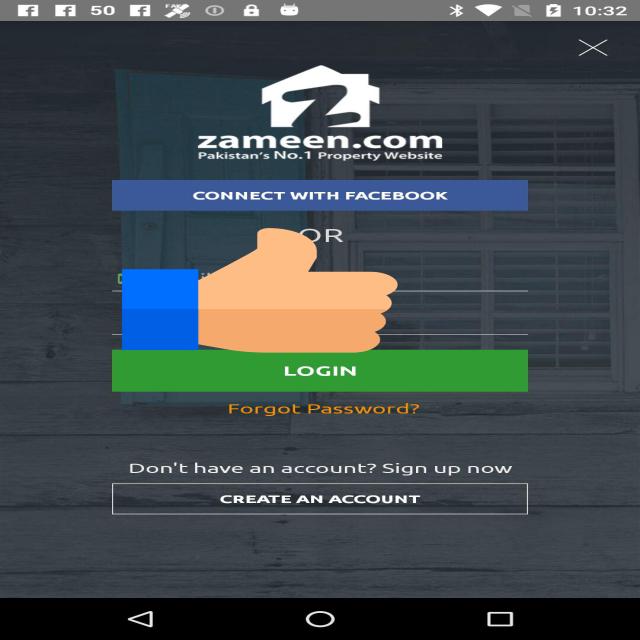 50
10:32
zameen.com
Pakistan's No.1 Property Website
CONNECT WITH FACEBOOK
OR
LOGIN
Forgot Password?
Don't have an account? Sign up now
CREATE AN ACCOUNT